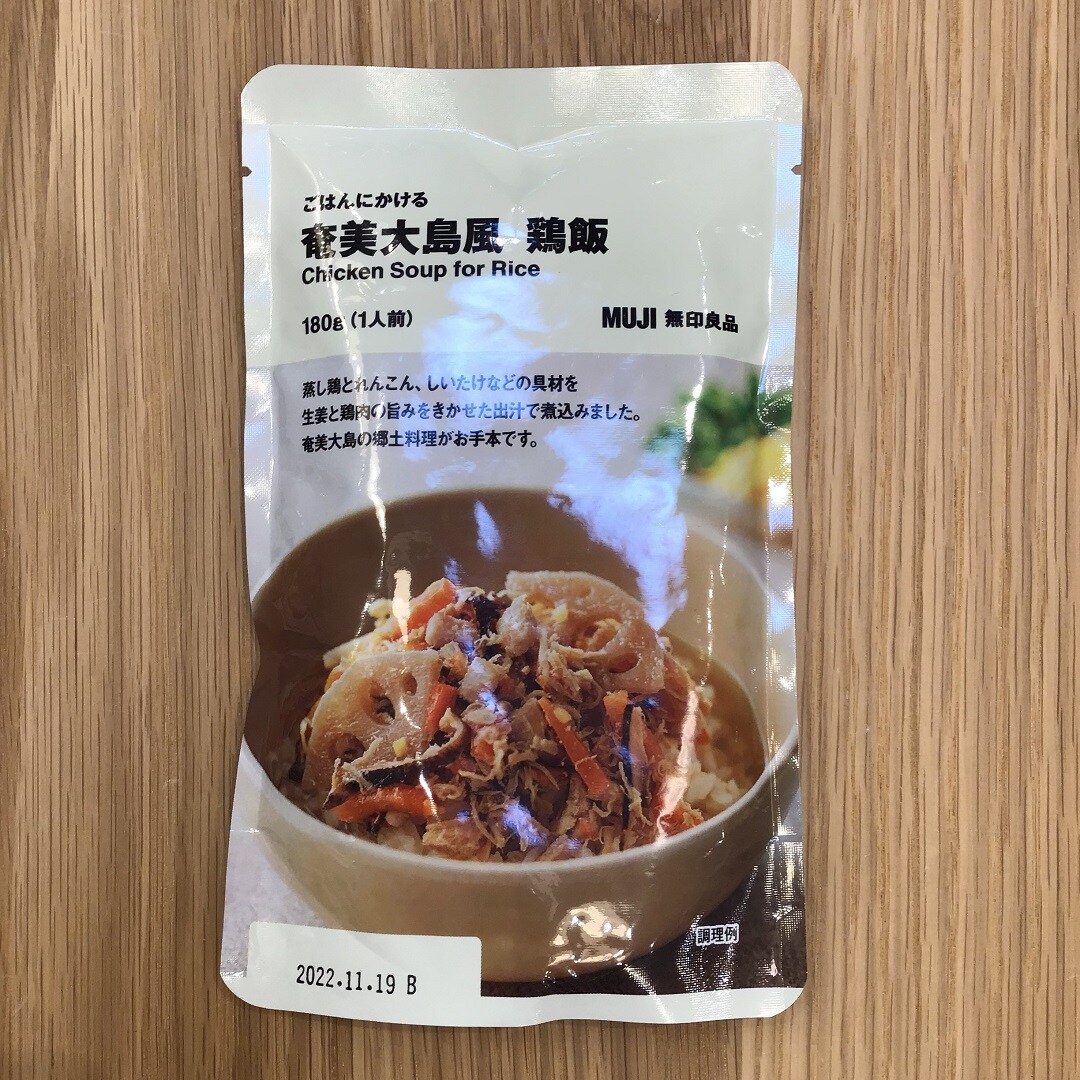 ごはんにかける
奄美大島風 鶏飯
Chicken Soup for Rice
180g(1人前)
MUJI 無印良品
蒸し鶏とれんこん、しいたけなどの具材を
生姜と鶏肉の旨みをきかせた出汁で煮込みました。
奄美大島の郷土料理がお手本です。
調理例
2022.11.19 B